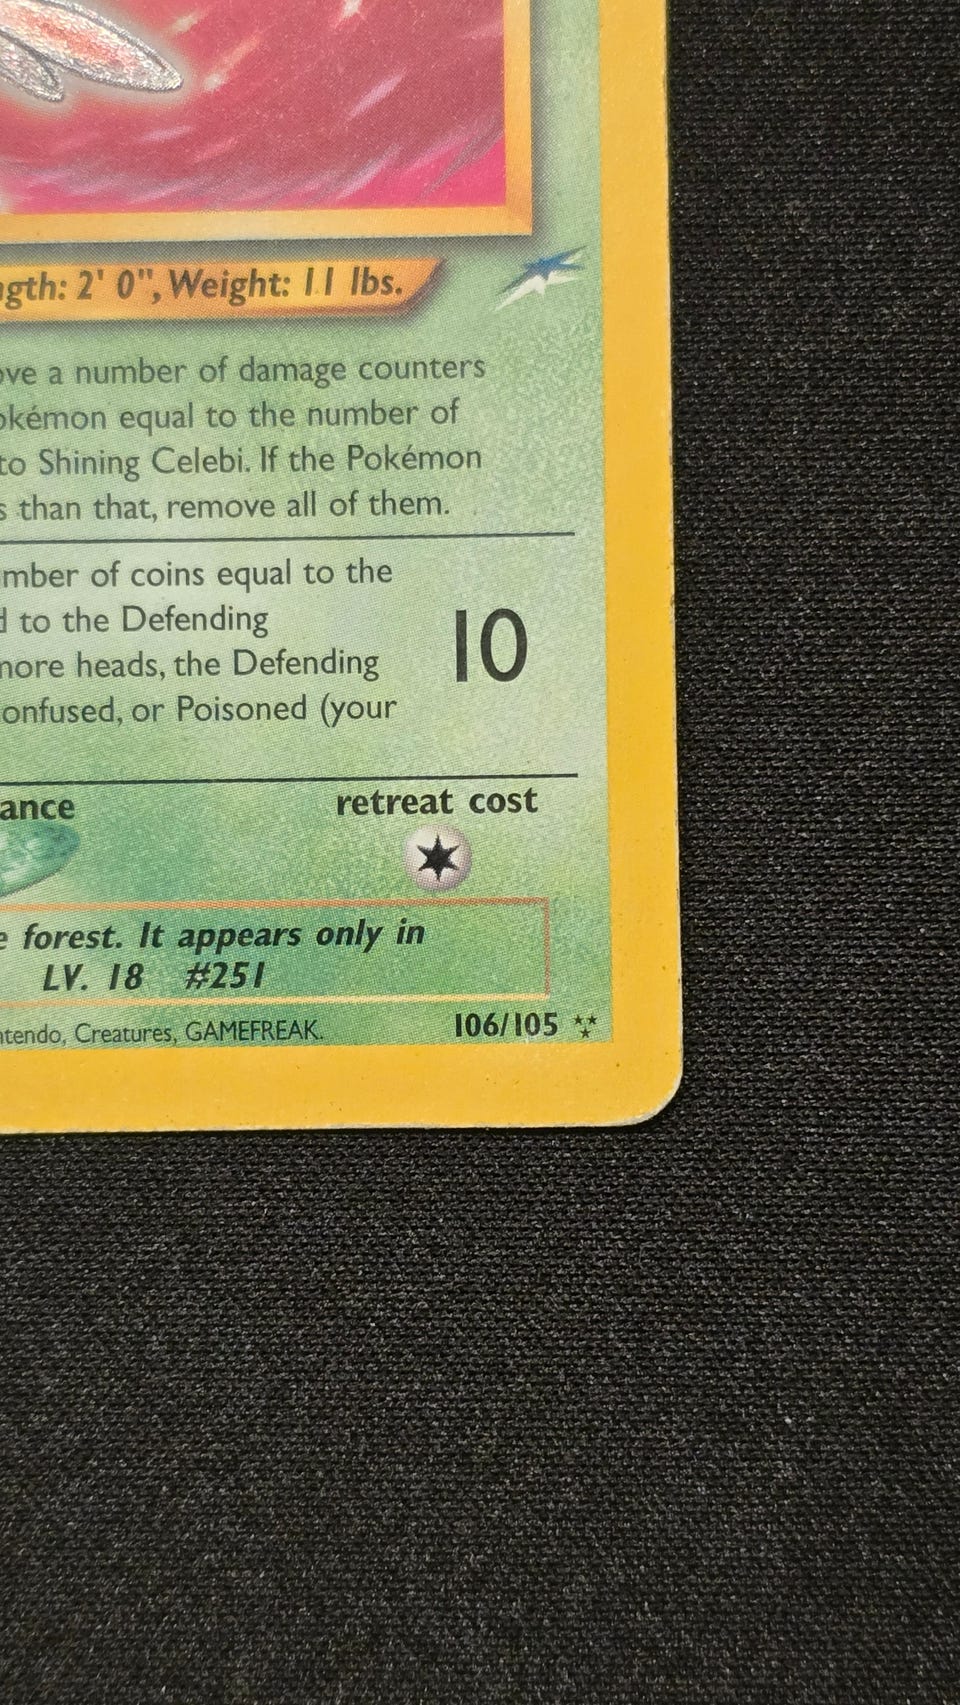 gth: 2' 0", Weight: 11 lbs.
ve a number of damage counters
okémon equal to the number of
to Shining Celebi. If the Pokémon
s than that, remove all of them.
mber of coins equal to the
d to the Defending
10
more heads, the Defending
onfused, or Poisoned (your
ance retreat cost
e forest. It appears only in
LV. 18 #251
ntendo, Creatures, GAMEFREAK. 106/105